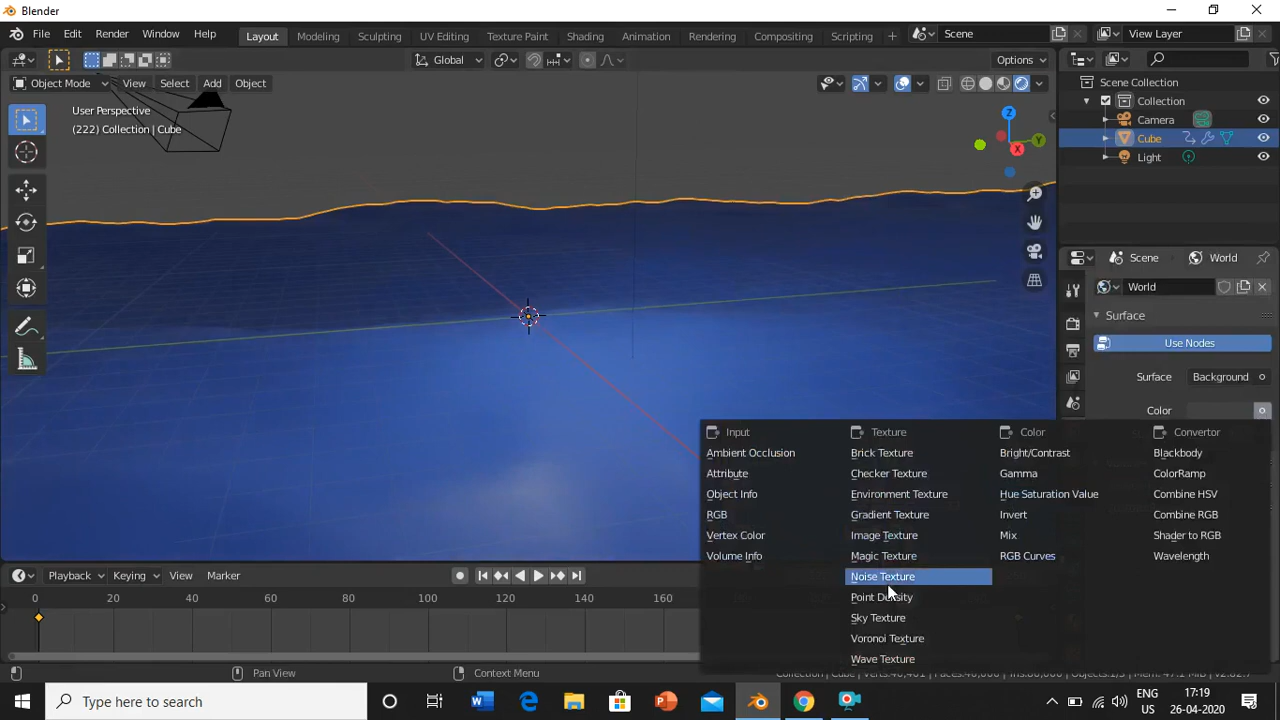 Blender
File Edit Render Window Help Layout Modeling Sculpting UV Editing Texture Paint Shading Animation Rendering Compositing Scripting Scene View Layer
Global Options
Object Mode View Select Add Object
User Perspective
(222) Collection | Cube
Z
Y
X
Scene Collection
Collection
Camera
Cube
Light
Scene World
World
Surface
Use Nodes
Surface Background
Color
Input Texture Color Convertor
Ambient Occlusion Brick Texture Bright/Contrast Blackbody
Attribute Checker Texture Gamma ColorRamp
Object Info Environment Texture Hue Saturation Value Combine HSV
RGB Gradient Texture Invert Combine RGB
Vertex Color Image Texture Mix Shader to RGB
Volume Info Magic Texture RGB Curves Wavelength
Noise Texture
Point Density
Sky Texture
Voronoi Texture
Wave Texture
Playback Keying View Marker
0 20 40 60 80 100 120 140 160
Select Pan View Context Menu
Type here to search
ENG
US
17:19
26-04-2020